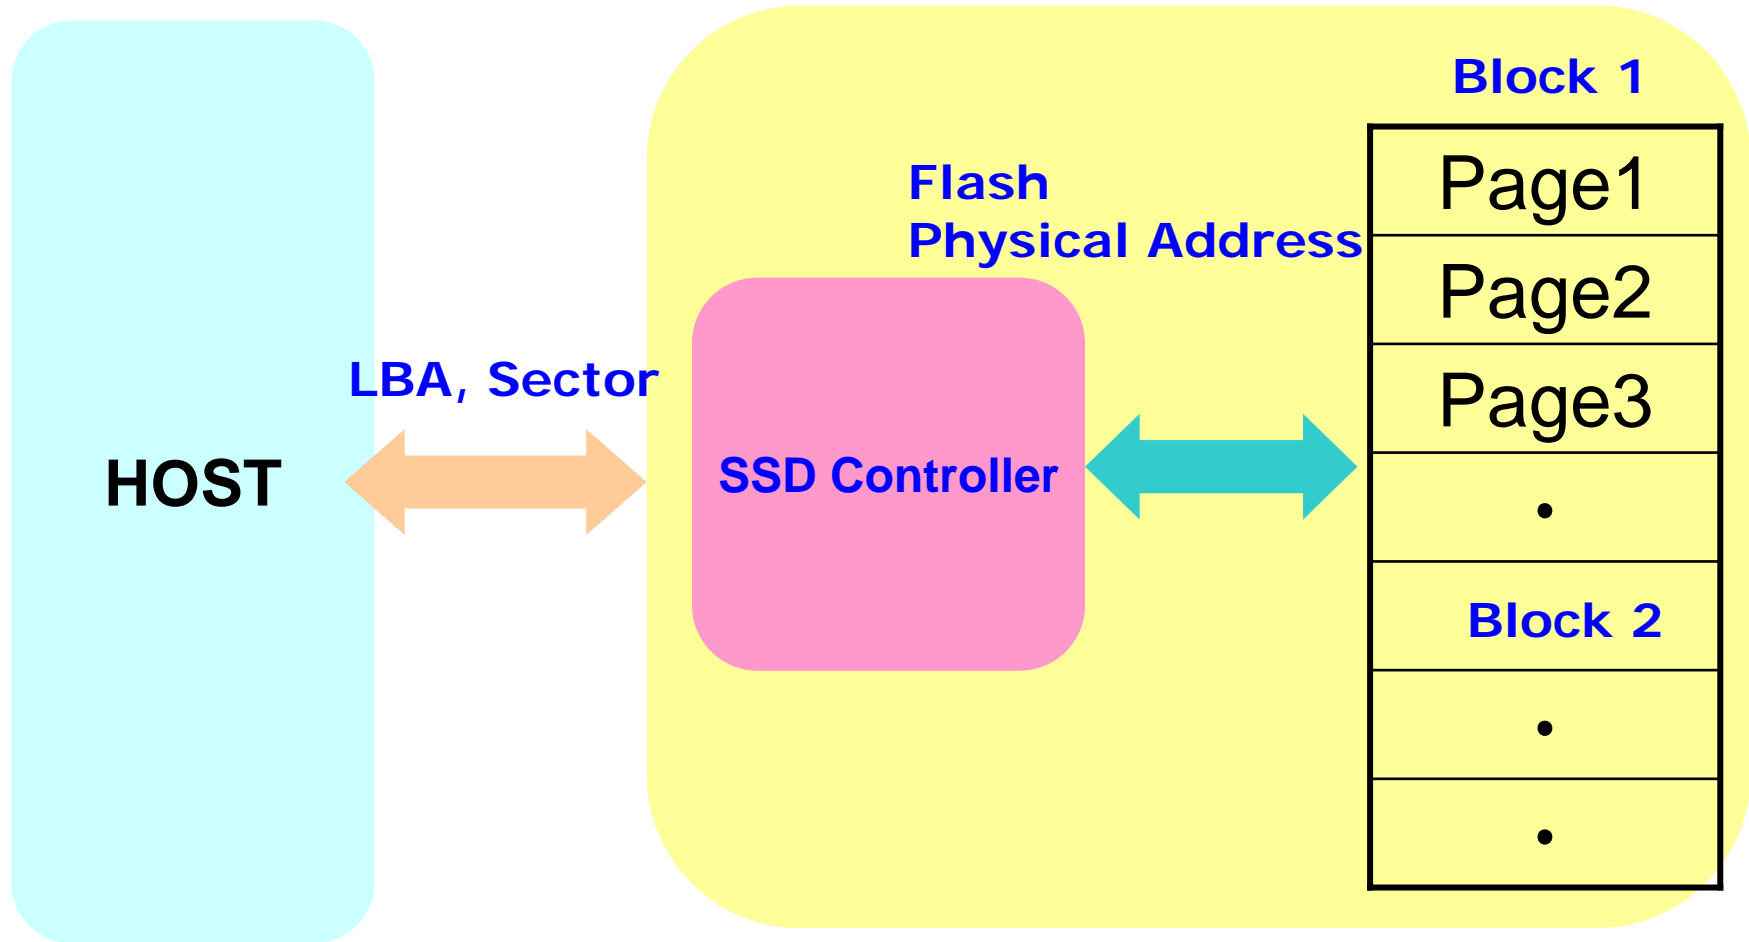 HOST
LBA, Sector
SSD Controller
Flash
Physical Address
Block 1
Page1
Page2
Page3
•
Block 2
•
•